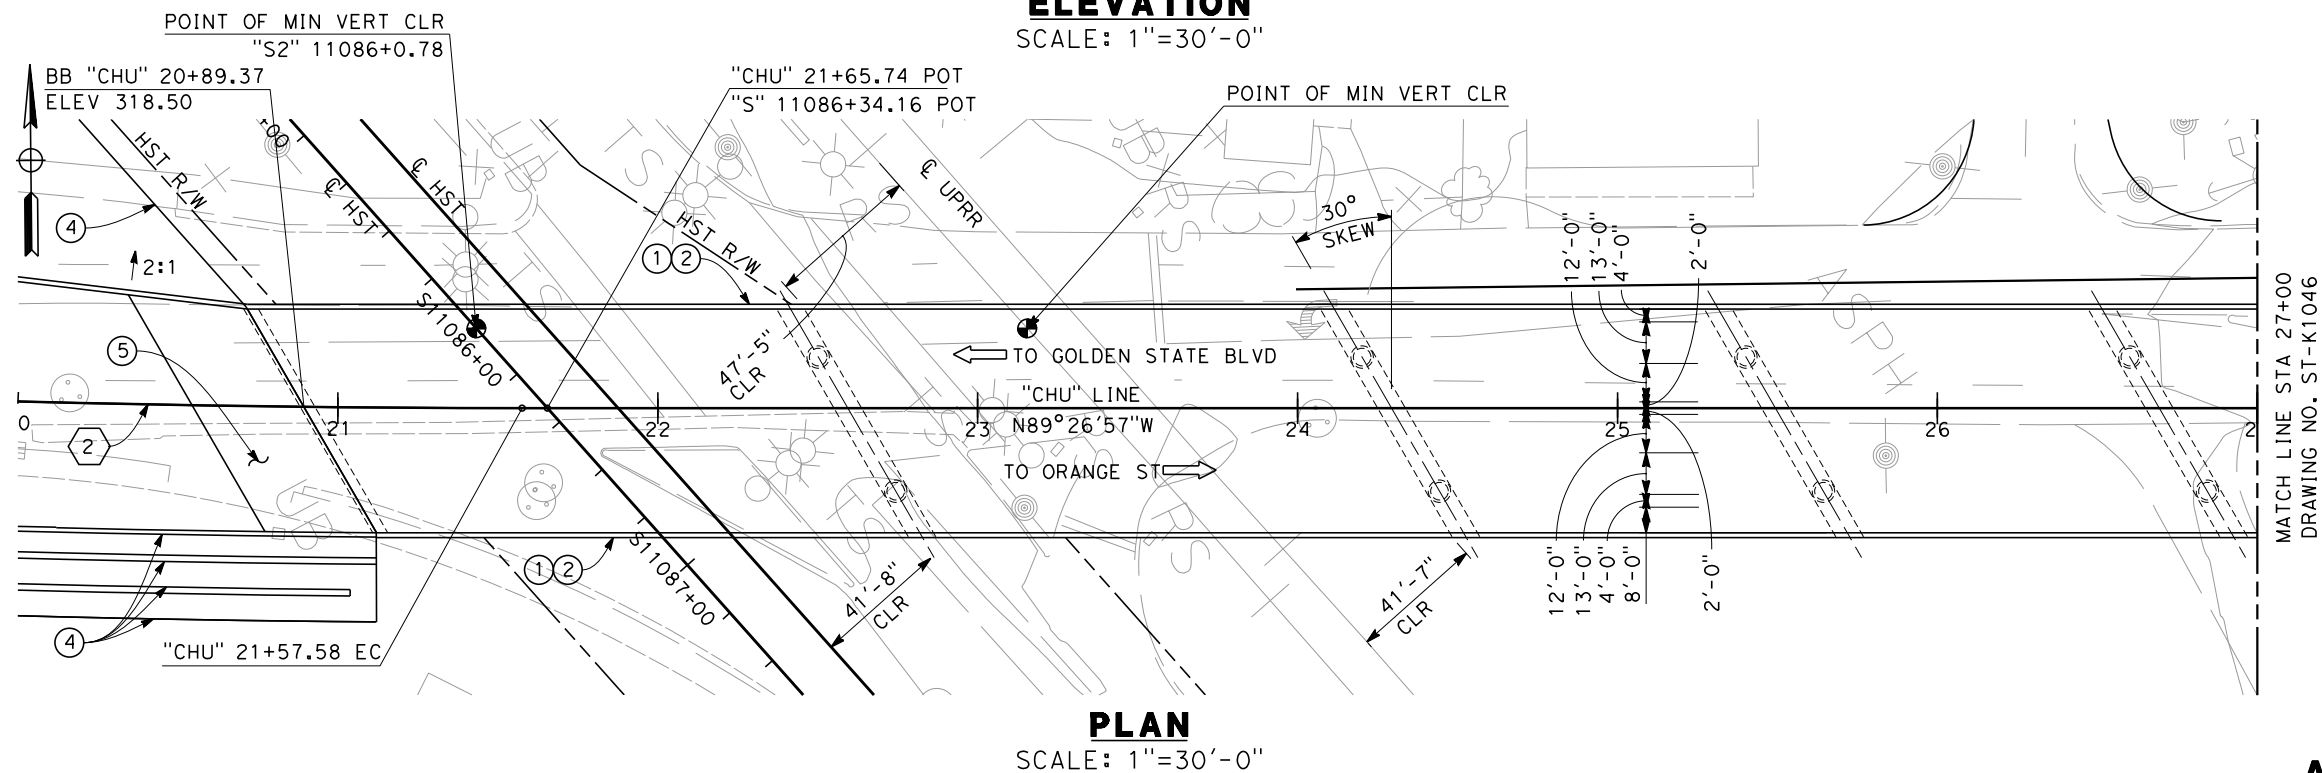 ELEVATION
SCALE: 1"=30'-0"
POINT OF MIN VERT CLR
"S2" 11086+0.78
BB "CHU" 20+89.37
ELEV 318.50
"CHU" 21+65.74 POT
"S" 11086+34.16 POT
POINT OF MIN VERT CLR
HST R/W
+00
℄ HST
℄ HST
HST R/W
℄ UPRR
30°
SKEW
4
2:1
1 2
12'-0"
13'-0"
4'-0"
2'-0"
S11086+00
47'-5"
CLR
ASPH
5
TO GOLDEN STATE BLVD
"CHU" LINE
N89°26'57"W
TO ORANGE ST
0
21
22
23
24
25
26
2
2
S11087+00
1 2
41'-8"
CLR
41'-7"
CLR
12'-0"
13'-0"
4'-0"
8'-0"
2'-0"
4
"CHU" 21+57.58 EC
MATCH LINE STA 27+00
DRAWING NO. ST-K1046
PLAN
SCALE: 1"=30'-0"